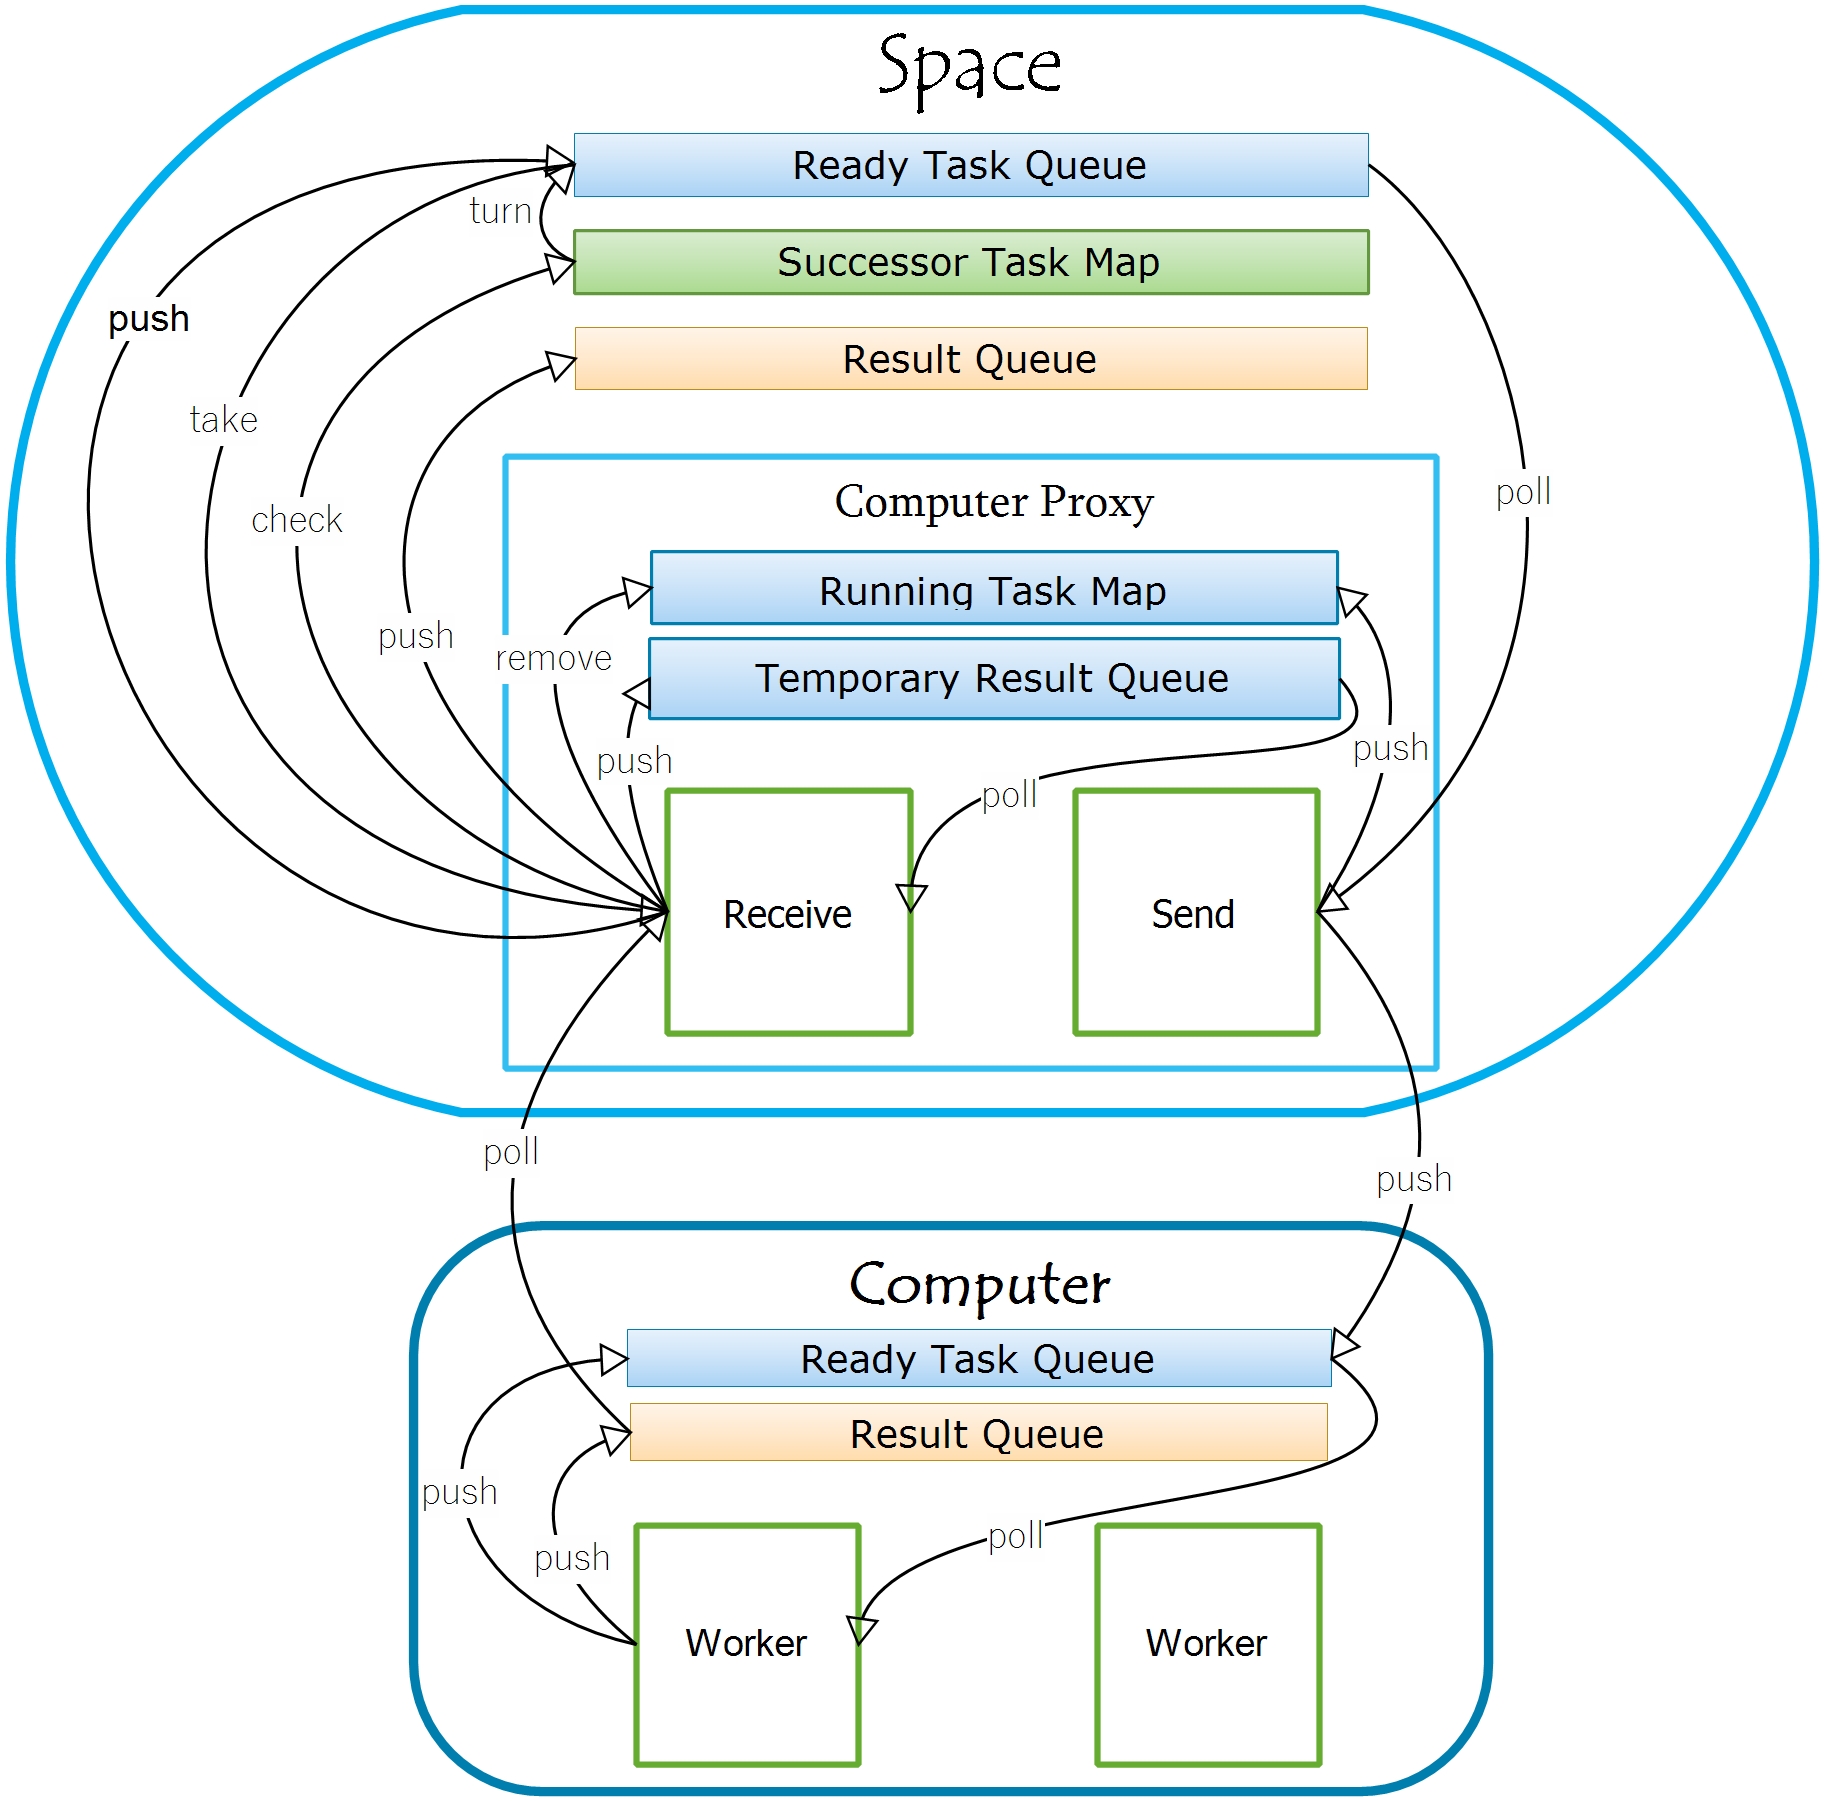 Space
Ready Task Queue
turn
Successor Task Map
push
Result Queue
take
poll
check
Computer Proxy
Running Task Map
push
remove
Temporary Result Queue
push
push
poll
Receive
Send
poll
push
Computer
Ready Task Queue
Result Queue
push
push
poll
Worker
Worker